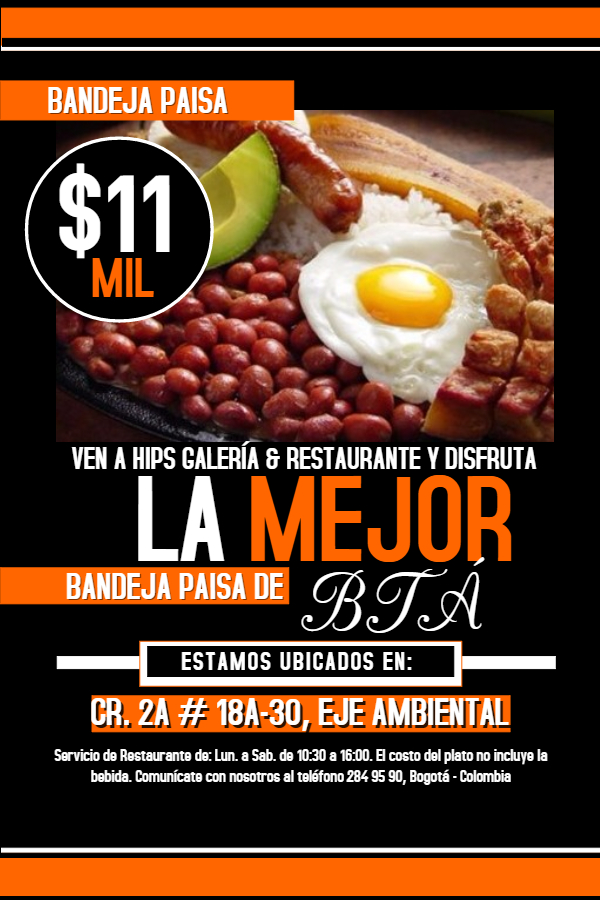 BANDEJA PAISA
$11
MIL
VEN A HIPS GALERÍA & RESTAURANTE Y DISFRUTA
LA MEJOR
BANDEJA PAISA DE BTÁ
ESTAMOS UBICADOS EN:
CR. 2A # 18A-30, EJE AMBIENTAL
Servicio de Restaurante de: Lun. a Sab. de 10:30 a 16:00. El costo del plato no incluye la
bebida. Comunícate con nosotros al teléfono 284 95 90, Bogotá - Colombia